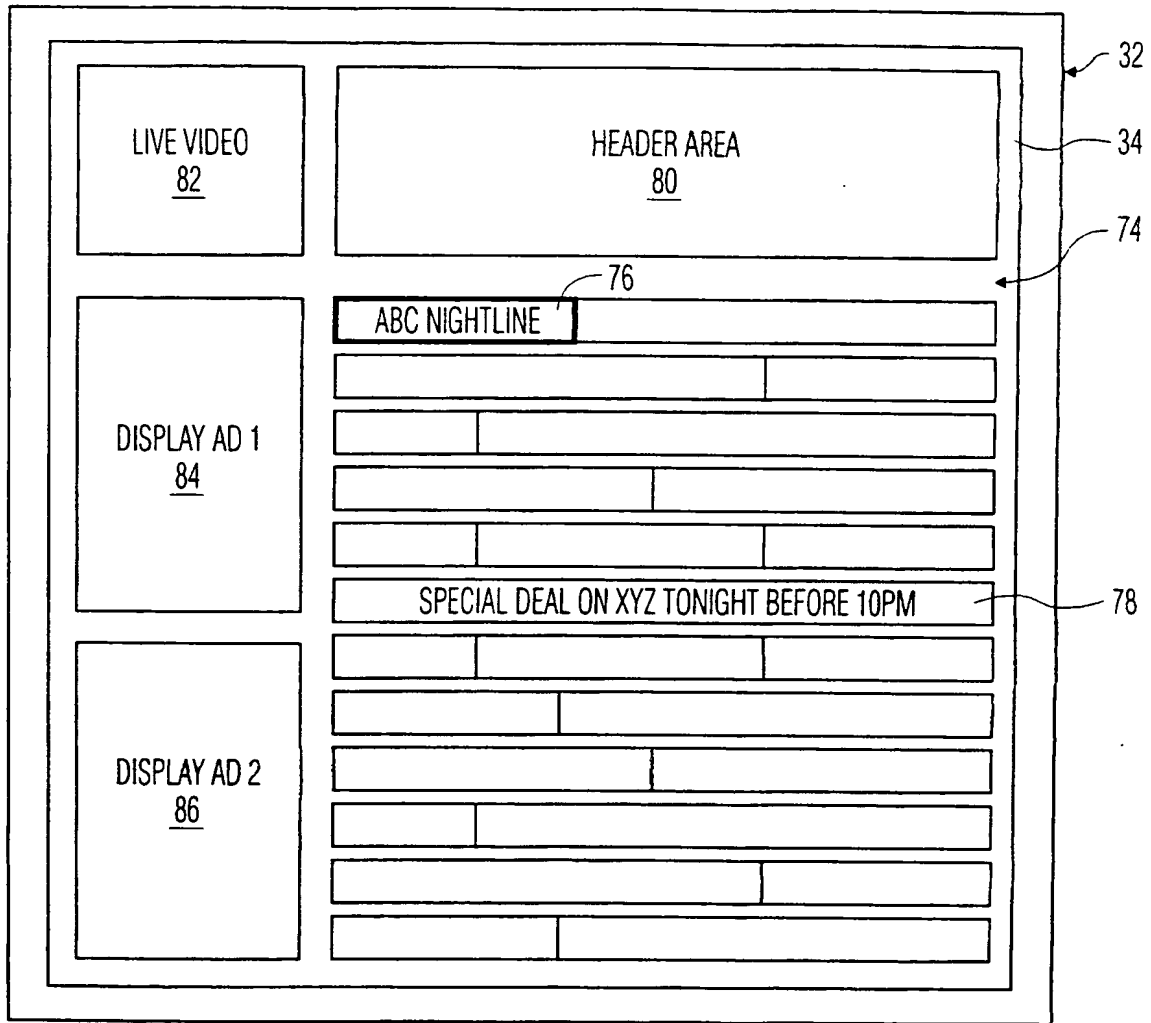 32
LIVE VIDEO
82
HEADER AREA
80
34
74
76
ABC NIGHTLINE
DISPLAY AD 1
84
SPECIAL DEAL ON XYZ TONIGHT BEFORE 10PM
78
DISPLAY AD 2
86